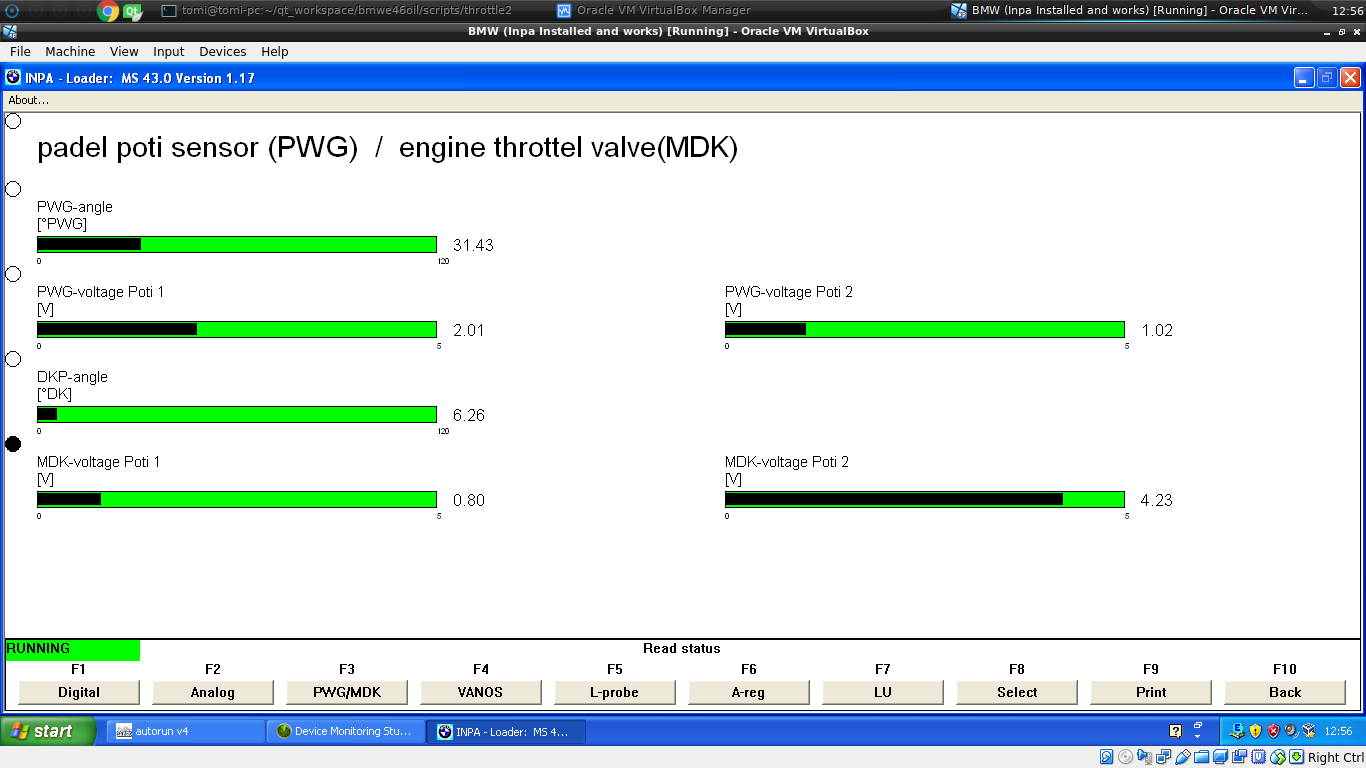 tomi@tomi-pc:~/qt_workspace/bmwe46oil/scripts/throttle2
Oracle VM VirtualBox Manager
BMW (Inpa Installed and works) [Running] - Oracle VM Vir...
12:56
BMW (Inpa Installed and works) [Running] - Oracle VM VirtualBox
File Machine View Input Devices Help
INPA - Loader: MS 43.0 Version 1.17
About...
padel poti sensor (PWG) / engine throttel valve(MDK)
PWG-angle
[°PWG]
31.43
0 120
PWG-voltage Poti 1
[V]
2.01
0 5
PWG-voltage Poti 2
[V]
1.02
0 5
DKP-angle
[°DK]
6.26
0 120
MDK-voltage Poti 1
[V]
0.80
0 5
MDK-voltage Poti 2
[V]
4.23
0 5
RUNNING
Read status
F1 F2 F3 F4 F5 F6 F7 F8 F9 F10
Digital Analog PWG/MDK VANOS L-probe A-reg LU Select Print Back
start
autorun v4
Device Monitoring Stu...
INPA - Loader: MS 4...
12:56
Right Ctrl